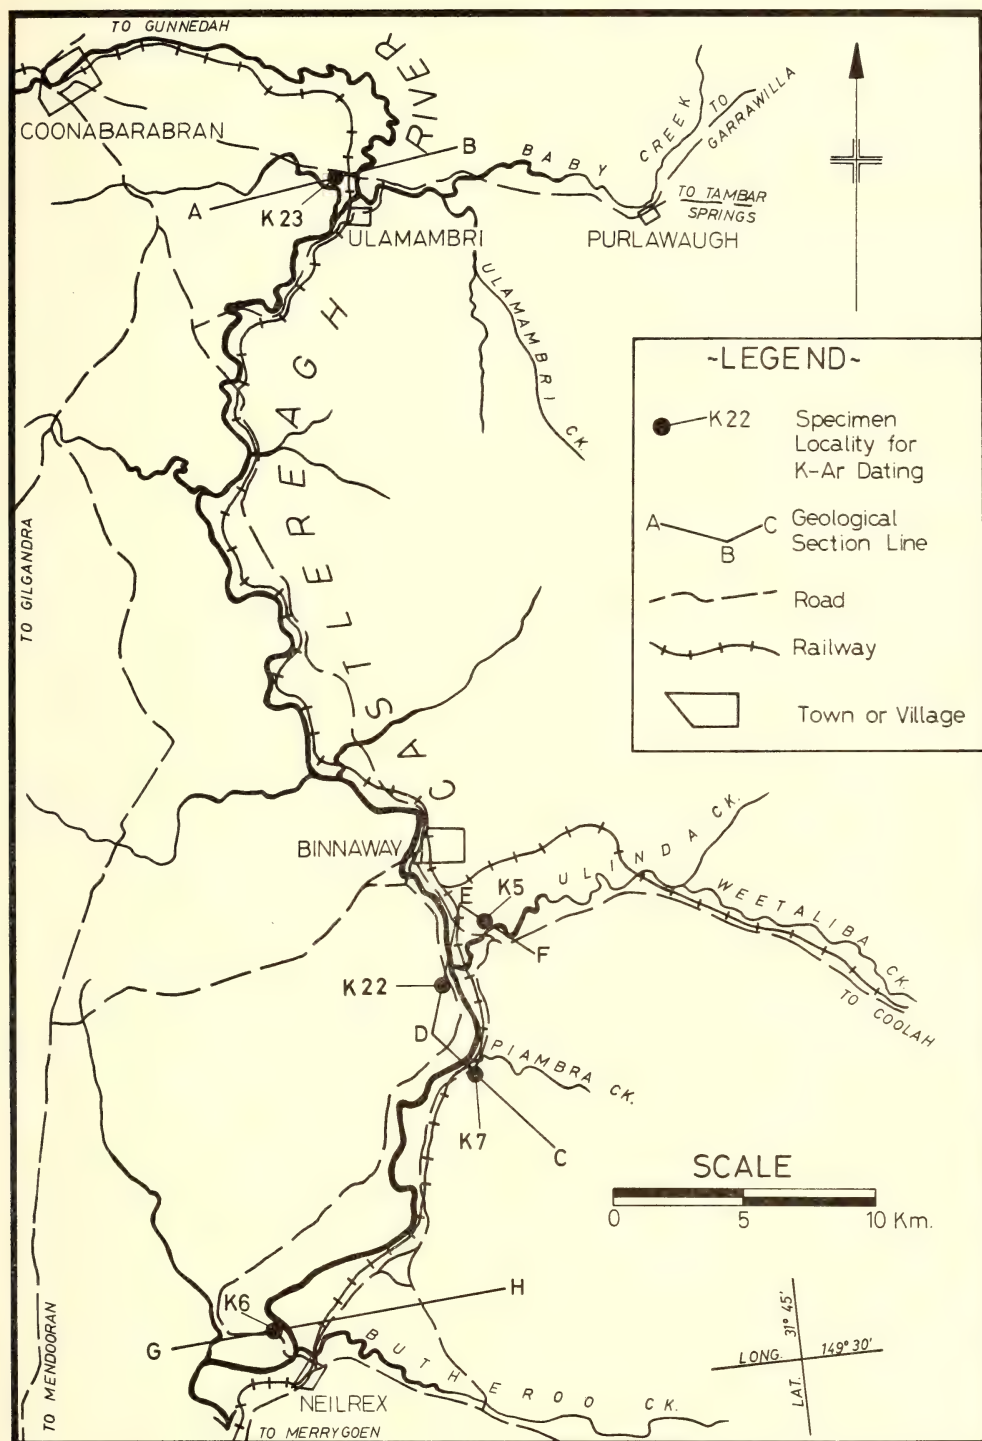 TO GUNNEDAH
COONABARABRAN
RIVER
B
BABY CREEK
TO GARRAWILLA
A
K23
ULAMAMBRI
TO TAMBAR
SPRINGS
PURLAWAUGH
ULAMAMBRI CK.
CASTLEREAGH
~LEGEND~
K22
Specimen
Locality for
K-Ar Dating
A
B
C
Geological
Section Line
Road
Railway
Town or Village
TO GILGANDRA
BINNAWAY
ULINDA CK.
WEETALIBA CK.
E
K5
F
TO COOLAH
K22
D
PIAMBRA CK.
K7
C
SCALE
0 5 10 Km.
K6
H
G
BUTHEROO CK.
NEILREX
TO MENDOORAN
TO MERRYGOEN
31° 45'
LONG. 149° 30'
LAT.